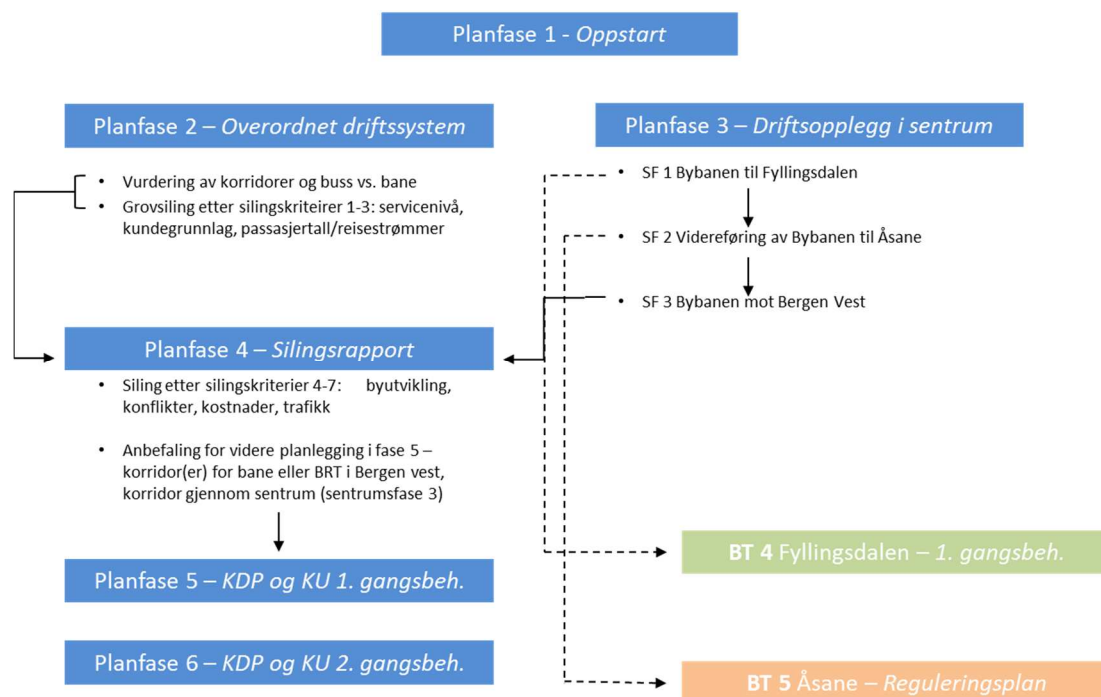 Planfase 1 - Oppstart
Planfase 2 – Overordnet driftssystem
• Vurdering av korridorer og buss vs. bane
• Grovsiling etter silingskriteirer 1-3: servicenivå,
kundegrunnlag, passasjertall/reisestrømmer
Planfase 3 – Driftsopplegg i sentrum
• SF 1 Bybanen til Fyllingsdalen
• SF 2 Videreføring av Bybanen til Åsane
• SF 3 Bybanen mot Bergen Vest
Planfase 4 – Silingsrapport
• Siling etter silingskriterier 4-7: byutvikling,
konflikter, kostnader, trafikk
• Anbefaling for videre planlegging i fase 5 –
korridor(er) for bane eller BRT i Bergen vest,
korridor gjennom sentrum (sentrumsfase 3)
Planfase 5 – KDP og KU 1. gangsbeh.
Planfase 6 – KDP og KU 2. gangsbeh.
BT 4 Fyllingsdalen – 1. gangsbeh.
BT 5 Åsane – Reguleringsplan